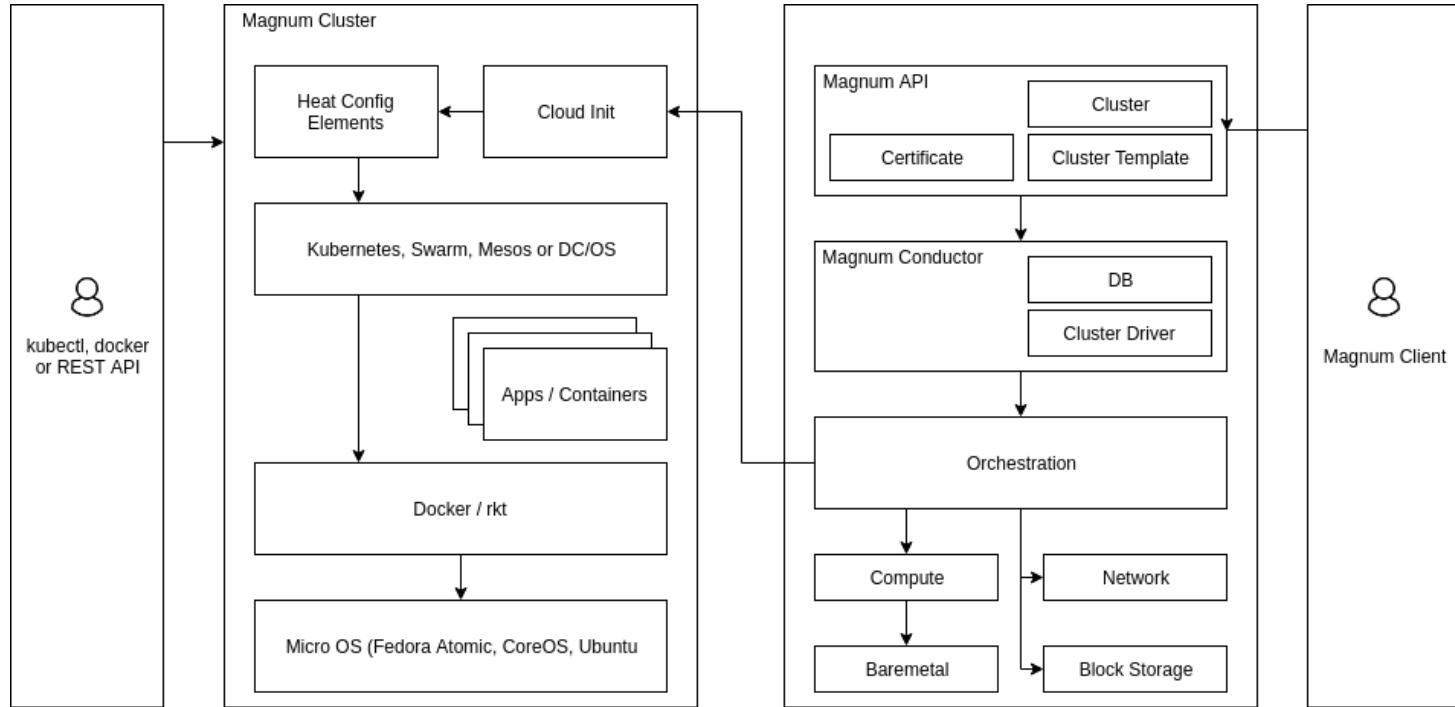 kubectl, docker
or REST API
Magnum Cluster
Heat Config
Elements
Cloud Init
Kubernetes, Swarm, Mesos or DC/OS
Apps / Containers
Docker / rkt
Micro OS (Fedora Atomic, CoreOS, Ubuntu
Magnum API
Cluster
Certificate
Cluster Template
Magnum Conductor
DB
Cluster Driver
Orchestration
Compute
Network
Baremetal
Block Storage
Magnum Client